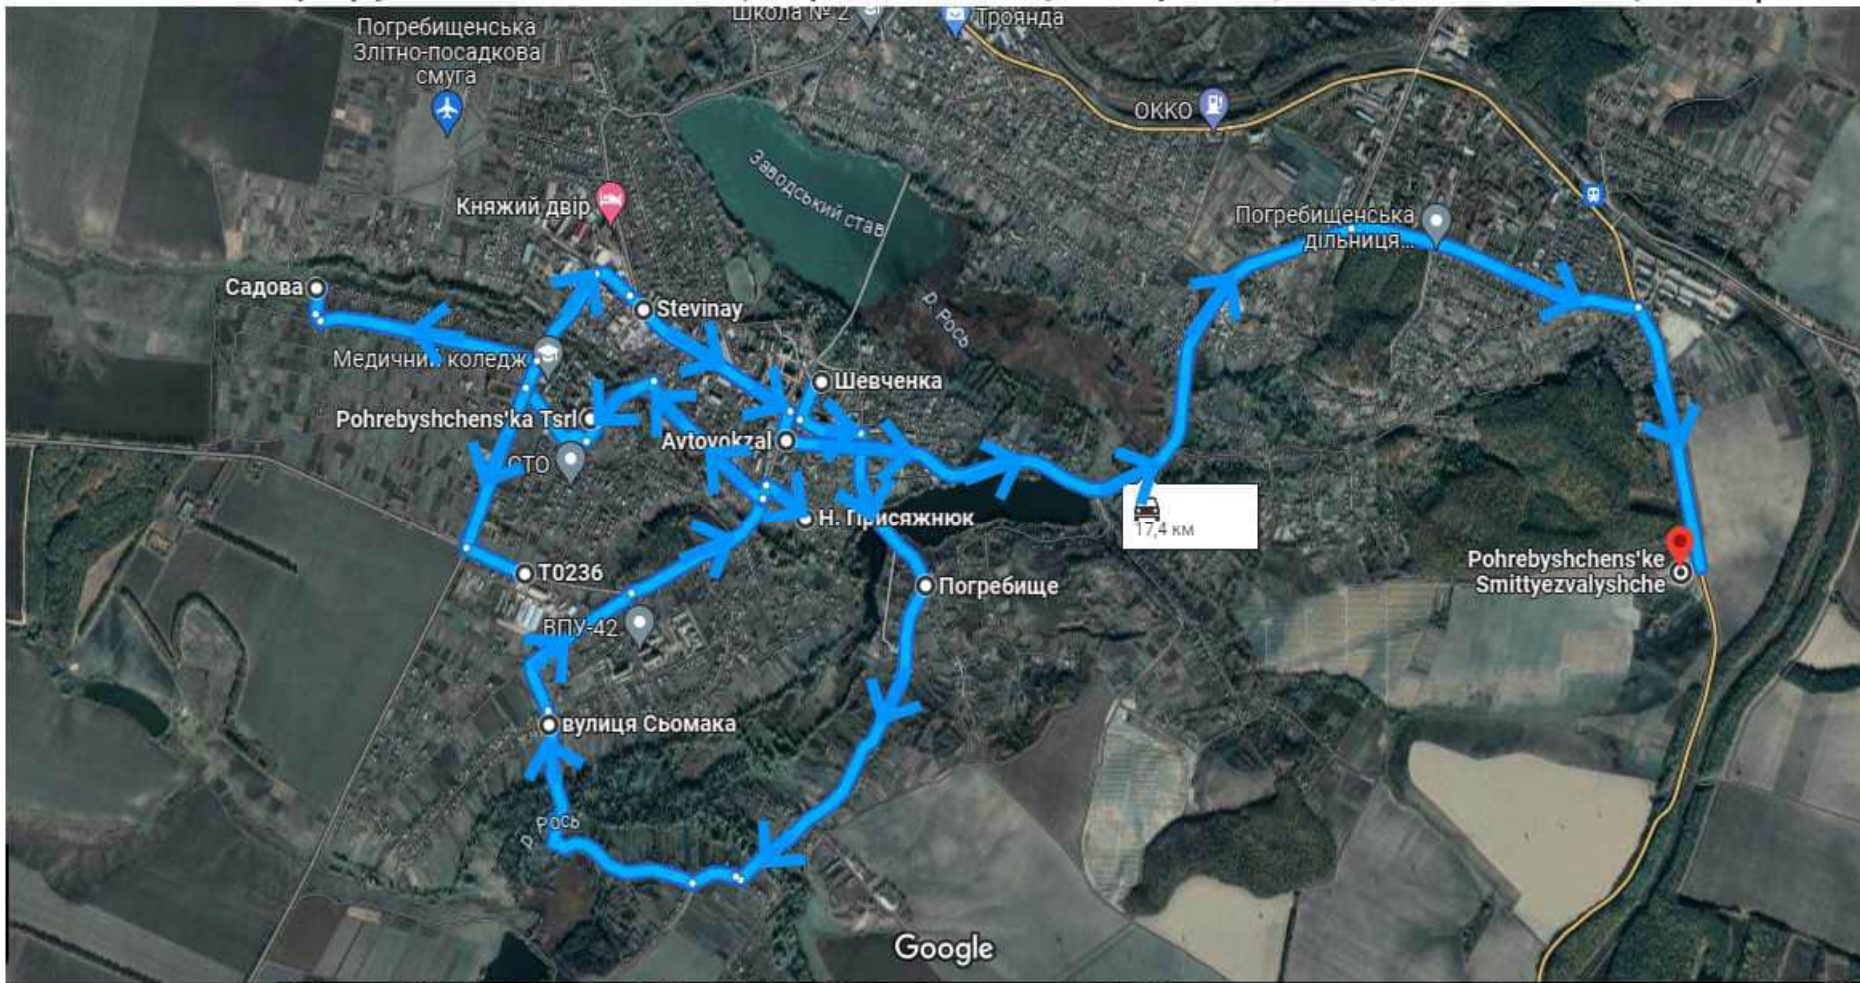 Школа № 2
Троянда
Погребищенська
Злітно-посадкова
смуга
ОККО
Заводський став
Княжий двір
Погребищенська
дільниця...
Садова
Stevinay
р. Рось
Медичний коледж
Шевченка
Pohrebyshchens'ka Tsrl
Avtovokzal
СТО
Н. Присяжнюк
17,4 км
Pohrebyshchens'ke
Smittyezvalyshche
T0236
Погребище
ВПУ-42
вулиця Сьомака
р. Рось
Google